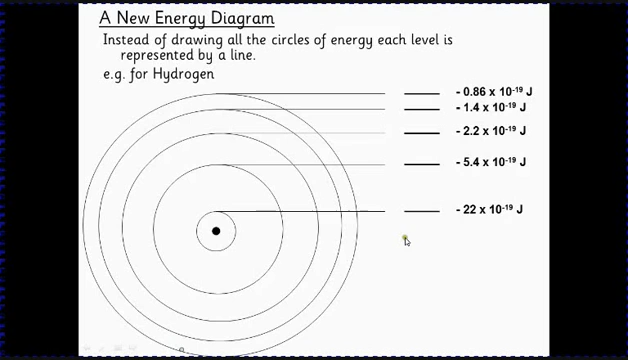 A New Energy Diagram
Instead of drawing all the circles of energy each level is
represented by a line.
e.g. for Hydrogen
- 0.86 x 10⁻¹⁹ J
- 1.4 x 10⁻¹⁹ J
- 2.2 x 10⁻¹⁹ J
- 5.4 x 10⁻¹⁹ J
- 22 x 10⁻¹⁹ J